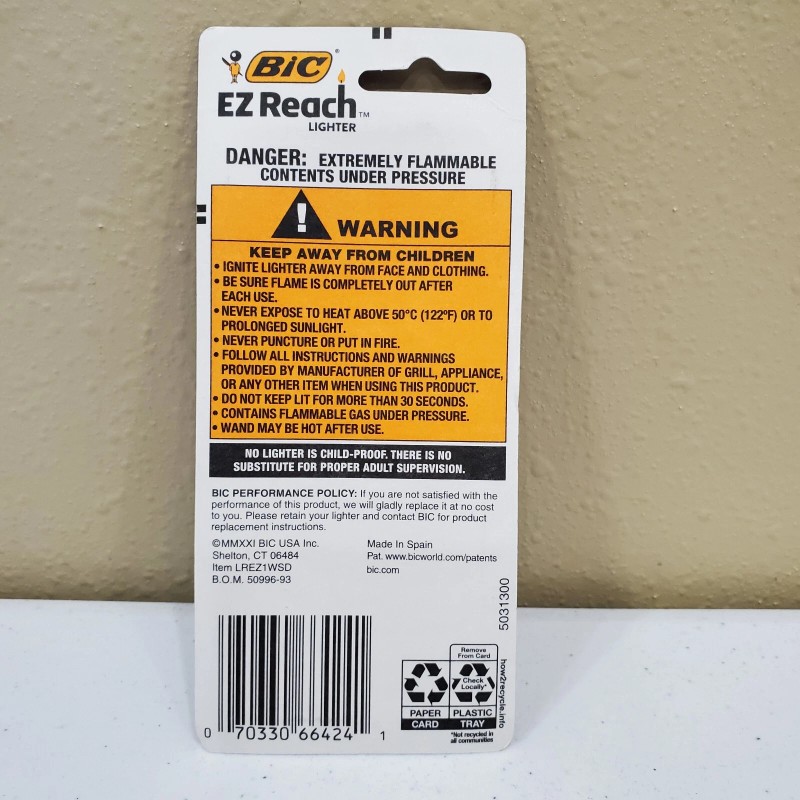 BiC®
EZ Reach™
LIGHTER
DANGER: EXTREMELY FLAMMABLE
CONTENTS UNDER PRESSURE
! WARNING
KEEP AWAY FROM CHILDREN
• IGNITE LIGHTER AWAY FROM FACE AND CLOTHING.
• BE SURE FLAME IS COMPLETELY OUT AFTER
EACH USE.
• NEVER EXPOSE TO HEAT ABOVE 50°C (122°F) OR TO
PROLONGED SUNLIGHT.
• NEVER PUNCTURE OR PUT IN FIRE.
• FOLLOW ALL INSTRUCTIONS AND WARNINGS
PROVIDED BY MANUFACTURER OF GRILL, APPLIANCE,
OR ANY OTHER ITEM WHEN USING THIS PRODUCT.
• DO NOT KEEP LIT FOR MORE THAN 30 SECONDS.
• CONTAINS FLAMMABLE GAS UNDER PRESSURE.
• WAND MAY BE HOT AFTER USE.
NO LIGHTER IS CHILD-PROOF. THERE IS NO
SUBSTITUTE FOR PROPER ADULT SUPERVISION.
BIC PERFORMANCE POLICY: If you are not satisfied with the
performance of this product, we will gladly replace it at no cost
to you. Please retain your lighter and contact BIC for product
replacement instructions.
©MMXXI BIC USA Inc.
Shelton, CT 06484
Item LREZ1WSD
B.O.M. 50996-93
Made In Spain
Pat. www.bicworld.com/patents
bic.com
5031300
0 70330 66424 1
Remove
From Card
Check
Locally*
PAPER
CARD
PLASTIC
TRAY
*Not recycled in
all communities
how2recycle.info